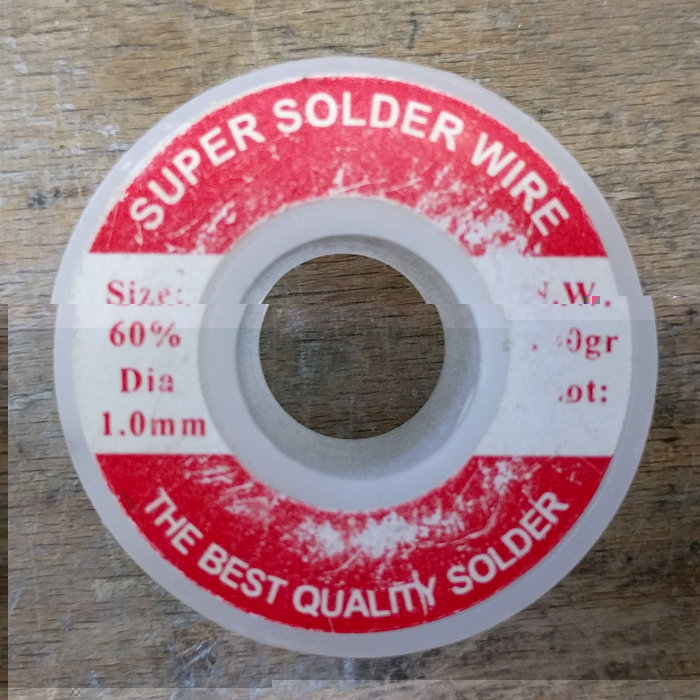 SUPER SOLDER WIRE
Size:
60%
Dia
1.0mm
THE BEST QUALITY SOLDER